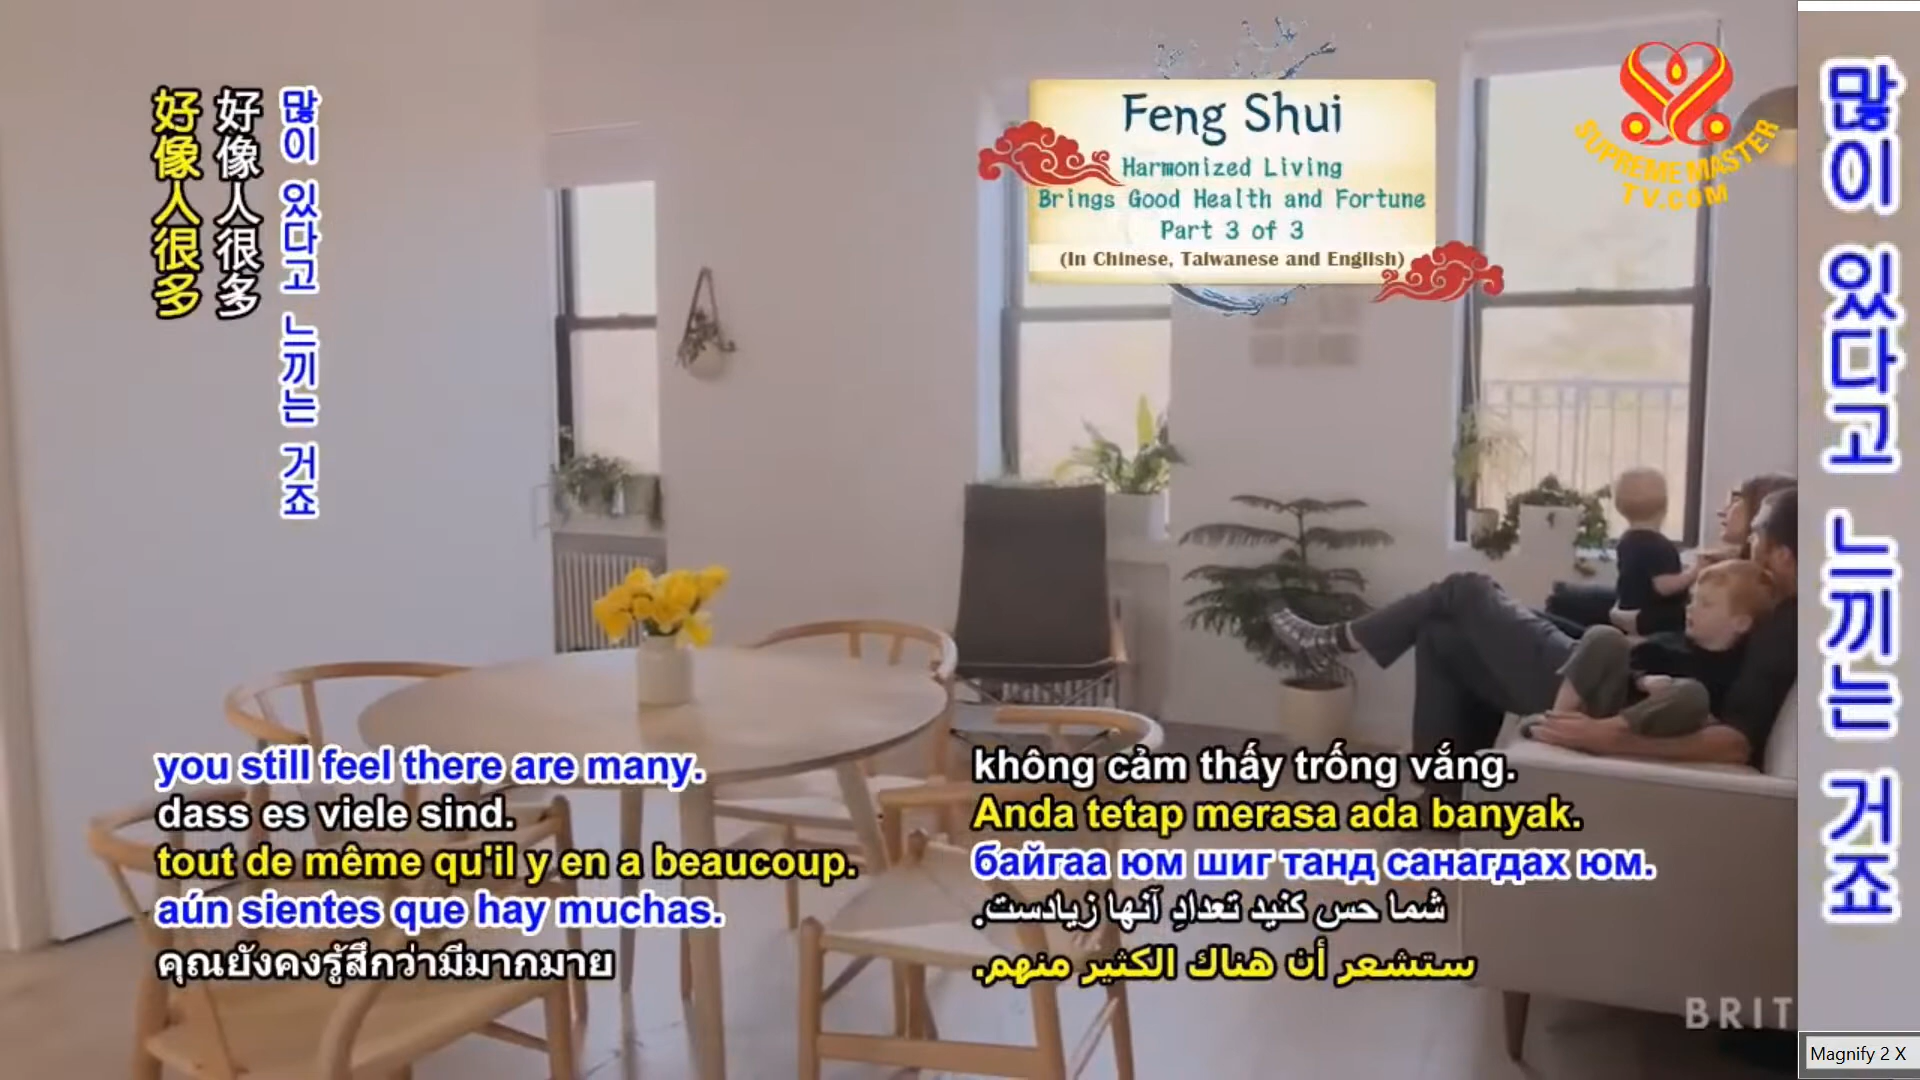 好像人很多
好像人很多
많이 있다고 느끼는 거죠
Feng Shui
Harmonized Living
Brings Good Health and Fortune
Part 3 of 3
(In Chinese, Taiwanese and English)
SUPREME MASTER
TV.COM
많이 있다고 느끼는 거죠
you still feel there are many.
dass es viele sind.
tout de même qu'il y en a beaucoup.
aún sientes que hay muchas.
คุณยังคงรู้สึกว่ามีมากมาย
không cảm thấy trống vắng.
Anda tetap merasa ada banyak.
байгаа юм шиг танд санагдах юм.
شما حس کنید تعدادِ آنها زیادست.
ستشعر أن هناك الكثير منهم.
BRIT
Magnify 2 X